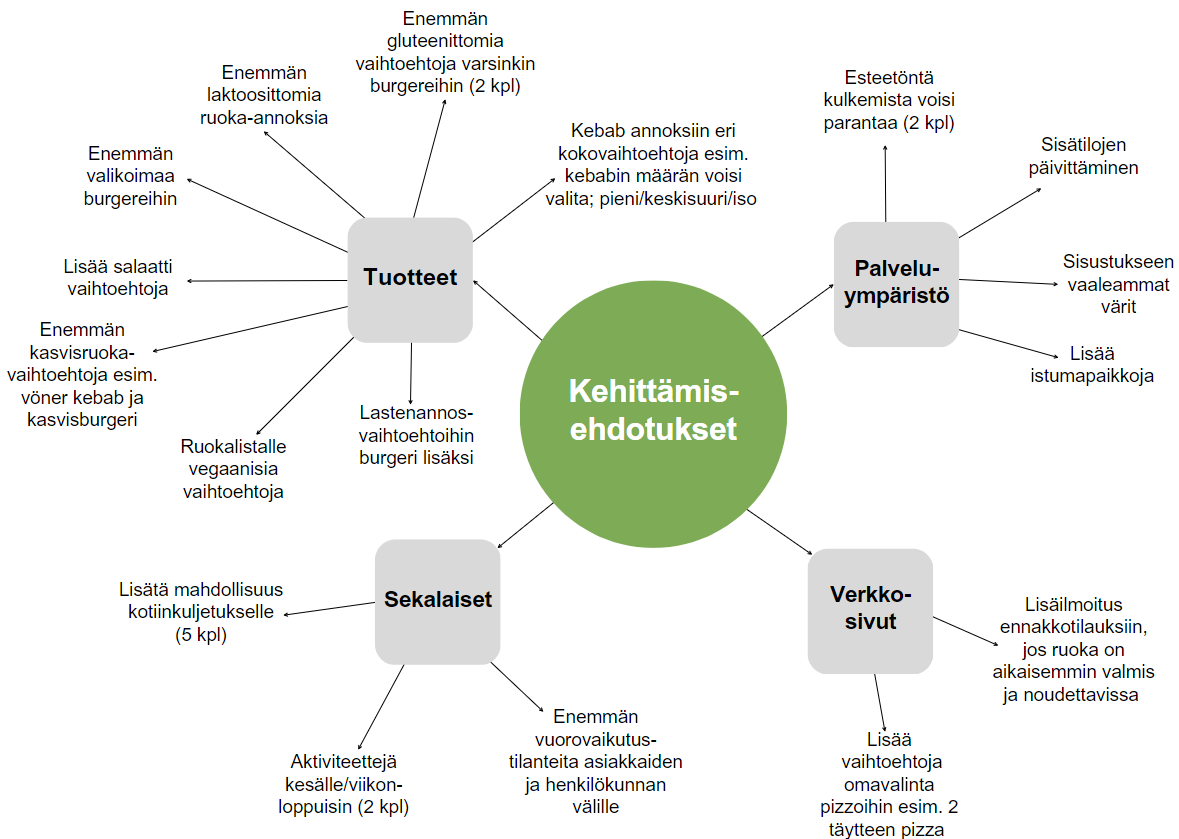 Kehittämis-
ehdotukset
Tuotteet
Enemmän
gluteenittomia
vaihtoehtoja varsinkin
burgereihin (2 kpl)
Enemmän
laktoosittomia
ruoka-annoksia
Kebab annoksiin eri
kokovaihtoehtoja esim.
kebabin määrän voisi
valita; pieni/keskisuuri/iso
Enemmän
valikoimaa
burgereihin
Lisää salaatti
vaihtoehtoja
Enemmän
kasvisruoka-
vaihtoehtoja esim.
vöner kebab ja
kasvisburgeri
Ruokalistalle
vegaanisia
vaihtoehtoja
Lastenannos-
vaihtoehtoihin
burgeri lisäksi
Palvelu-
ympäristö
Esteetöntä
kulkemista voisi
parantaa (2 kpl)
Sisätilojen
päivittäminen
Sisustukseen
vaaleammat
värit
Lisää
istumapaikkoja
Sekalaiset
Lisätä mahdollisuus
kotiinkuljetukselle
(5 kpl)
Aktiviteettejä
kesälle/viikon-
loppuisin (2 kpl)
Enemmän
vuorovaikutus-
tilanteita asiakkaiden
ja henkilökunnan
välille
Verkko-
sivut
Lisäilmoitus
ennakkotilauksiin,
jos ruoka on
aikaisemmin valmis
ja noudettavissa
Lisää
vaihtoehtoja
omavalinta
pizzoihin esim. 2
täytteen pizza